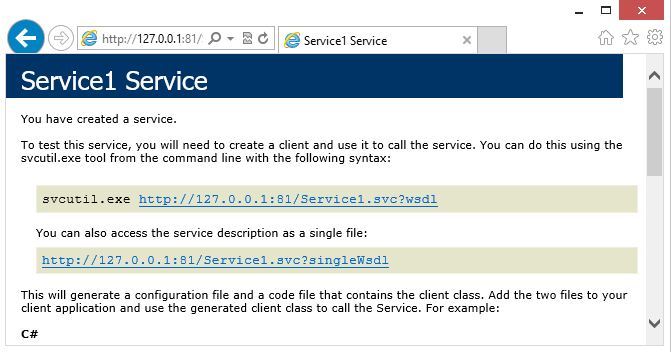 http://127.0.0.1:81/
Service1 Service
Service1 Service
You have created a service.
To test this service, you will need to create a client and use it to call the service. You can do this using the
svcutil.exe tool from the command line with the following syntax:
svcutil.exe http://127.0.0.1:81/Service1.svc?wsdl
You can also access the service description as a single file:
http://127.0.0.1:81/Service1.svc?singleWsdl
This will generate a configuration file and a code file that contains the client class. Add the two files to your
client application and use the generated client class to call the Service. For example:
C#